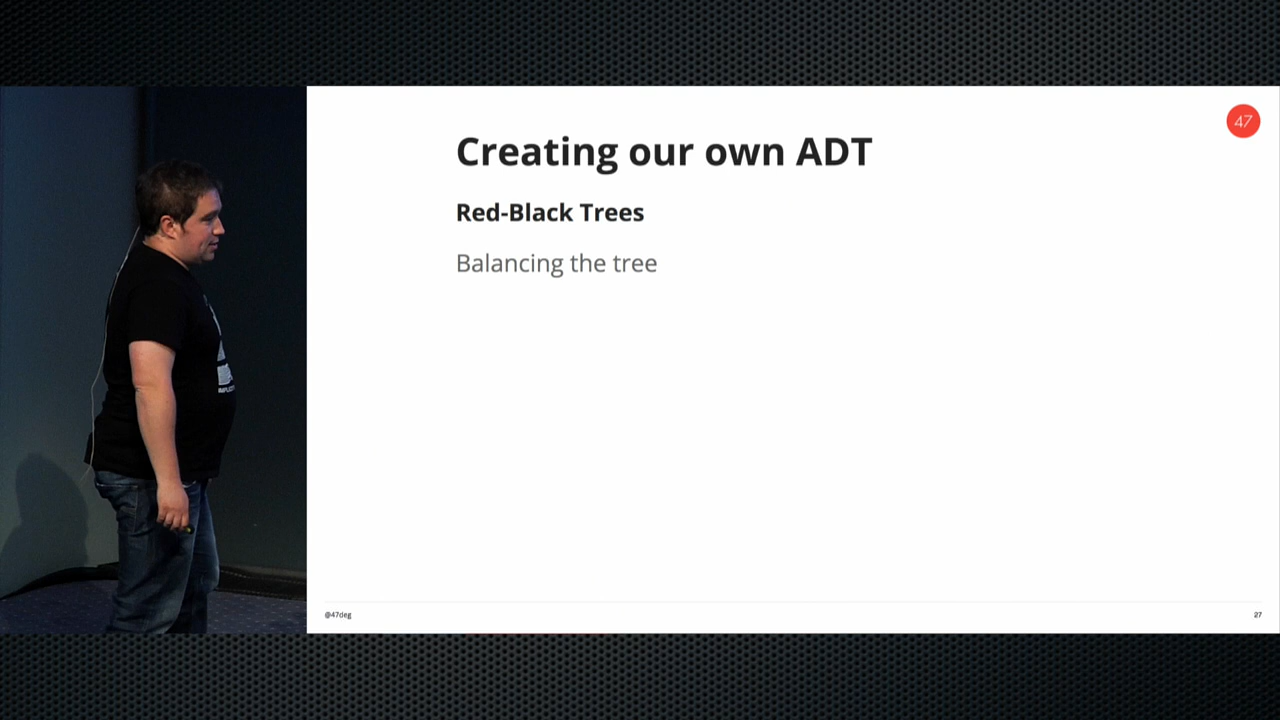 47
Creating our own ADT
Red-Black Trees
Balancing the tree
@47deg
27